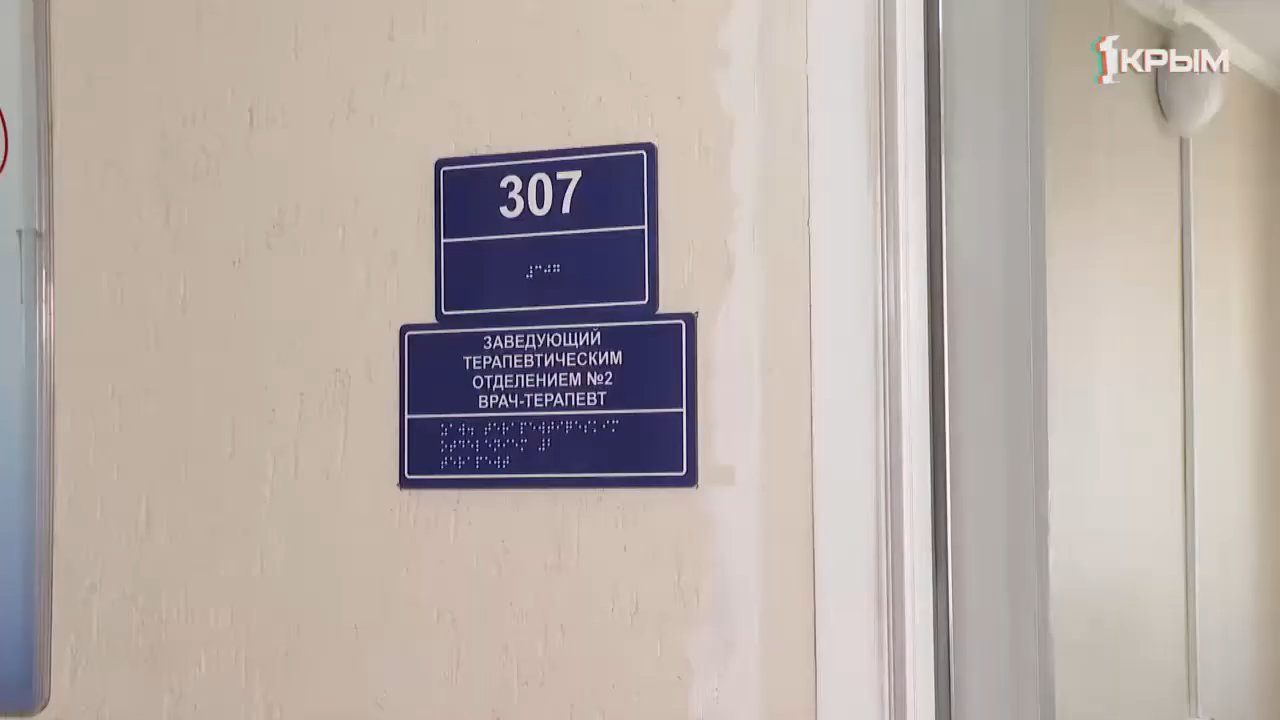 1КРЫМ
307
ЗАВЕДУЮЩИЙ
ТЕРАПЕВТИЧЕСКИМ
ОТДЕЛЕНИЕМ №2
ВРАЧ-ТЕРАПЕВТ